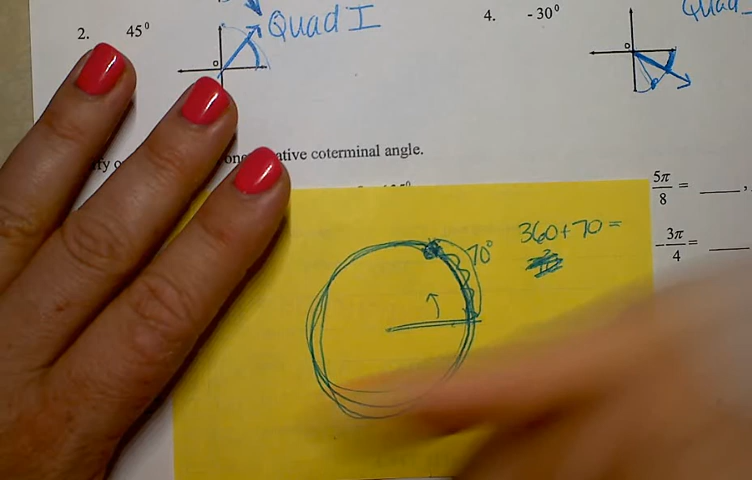 2. 45°
Quad I
4. -30°
Quad
ative coterminal angle.
5π/8 = ____,
-3π/4 = ____
70°
360+70=